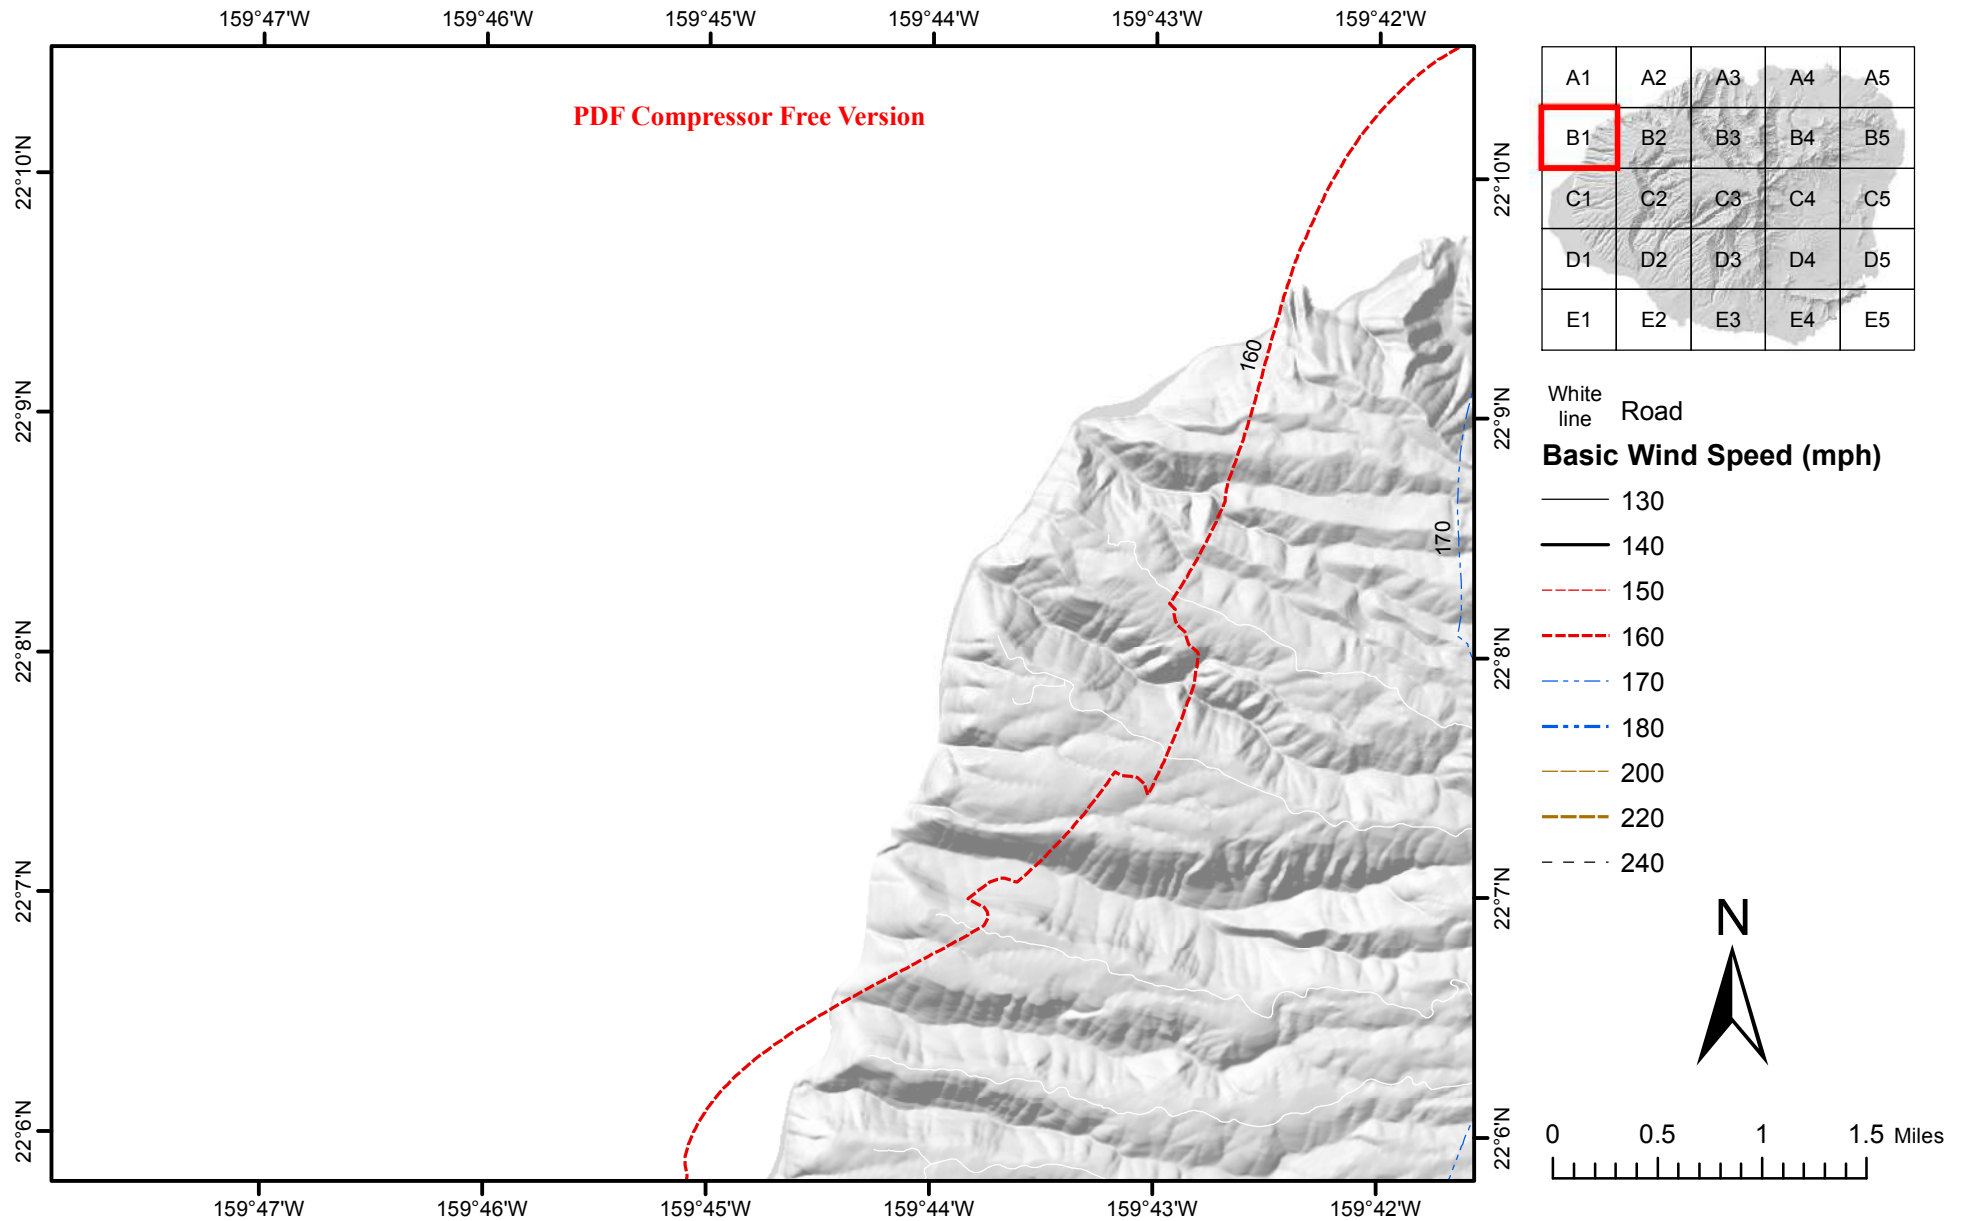 159°47'W 159°46'W 159°45'W 159°44'W 159°43'W 159°42'W
PDF Compressor Free Version
22°10'N
22°9'N
22°8'N
22°7'N
22°6'N
160
170
22°10'N
22°9'N
22°8'N
22°7'N
22°6'N
159°47'W 159°46'W 159°45'W 159°44'W 159°43'W 159°42'W
A1 A2 A3 A4 A5
B1 B2 B3 B4 B5
C1 C2 C3 C4 C5
D1 D2 D3 D4 D5
E1 E2 E3 E4 E5
White
line
Road
Basic Wind Speed (mph)
130
140
150
160
170
180
200
220
240
N
0 0.5 1 1.5 Miles